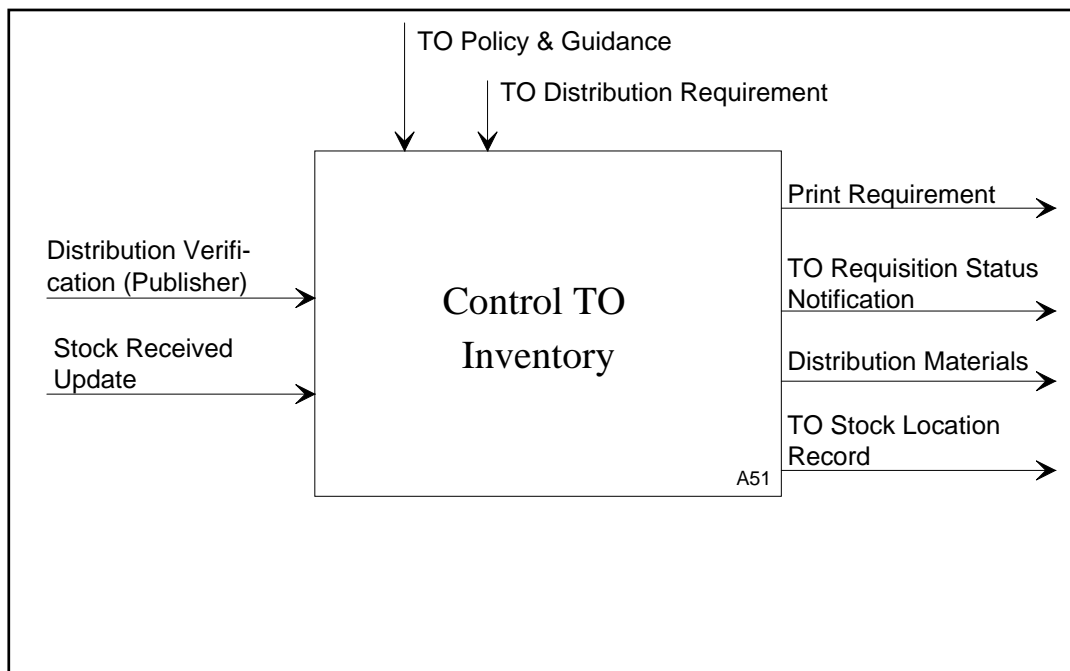 TO Policy & Guidance
TO Distribution Requirement
Distribution Verifi-
cation (Publisher)
Stock Received
Update
Control TO
Inventory
A51
Print Requirement
TO Requisition Status
Notification
Distribution Materials
TO Stock Location
Record